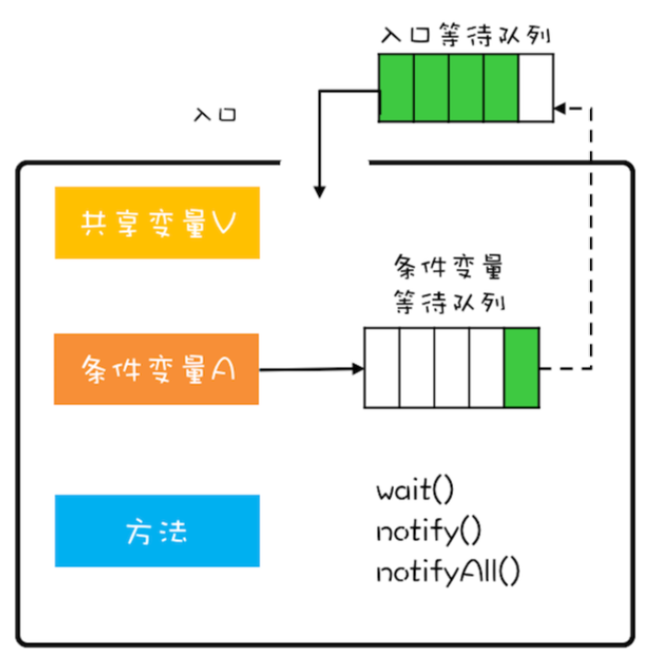 入口等待队列
入口
共享变量V
条件变量
等待队列
条件变量A
方法
wait()
notify()
notifyAll()